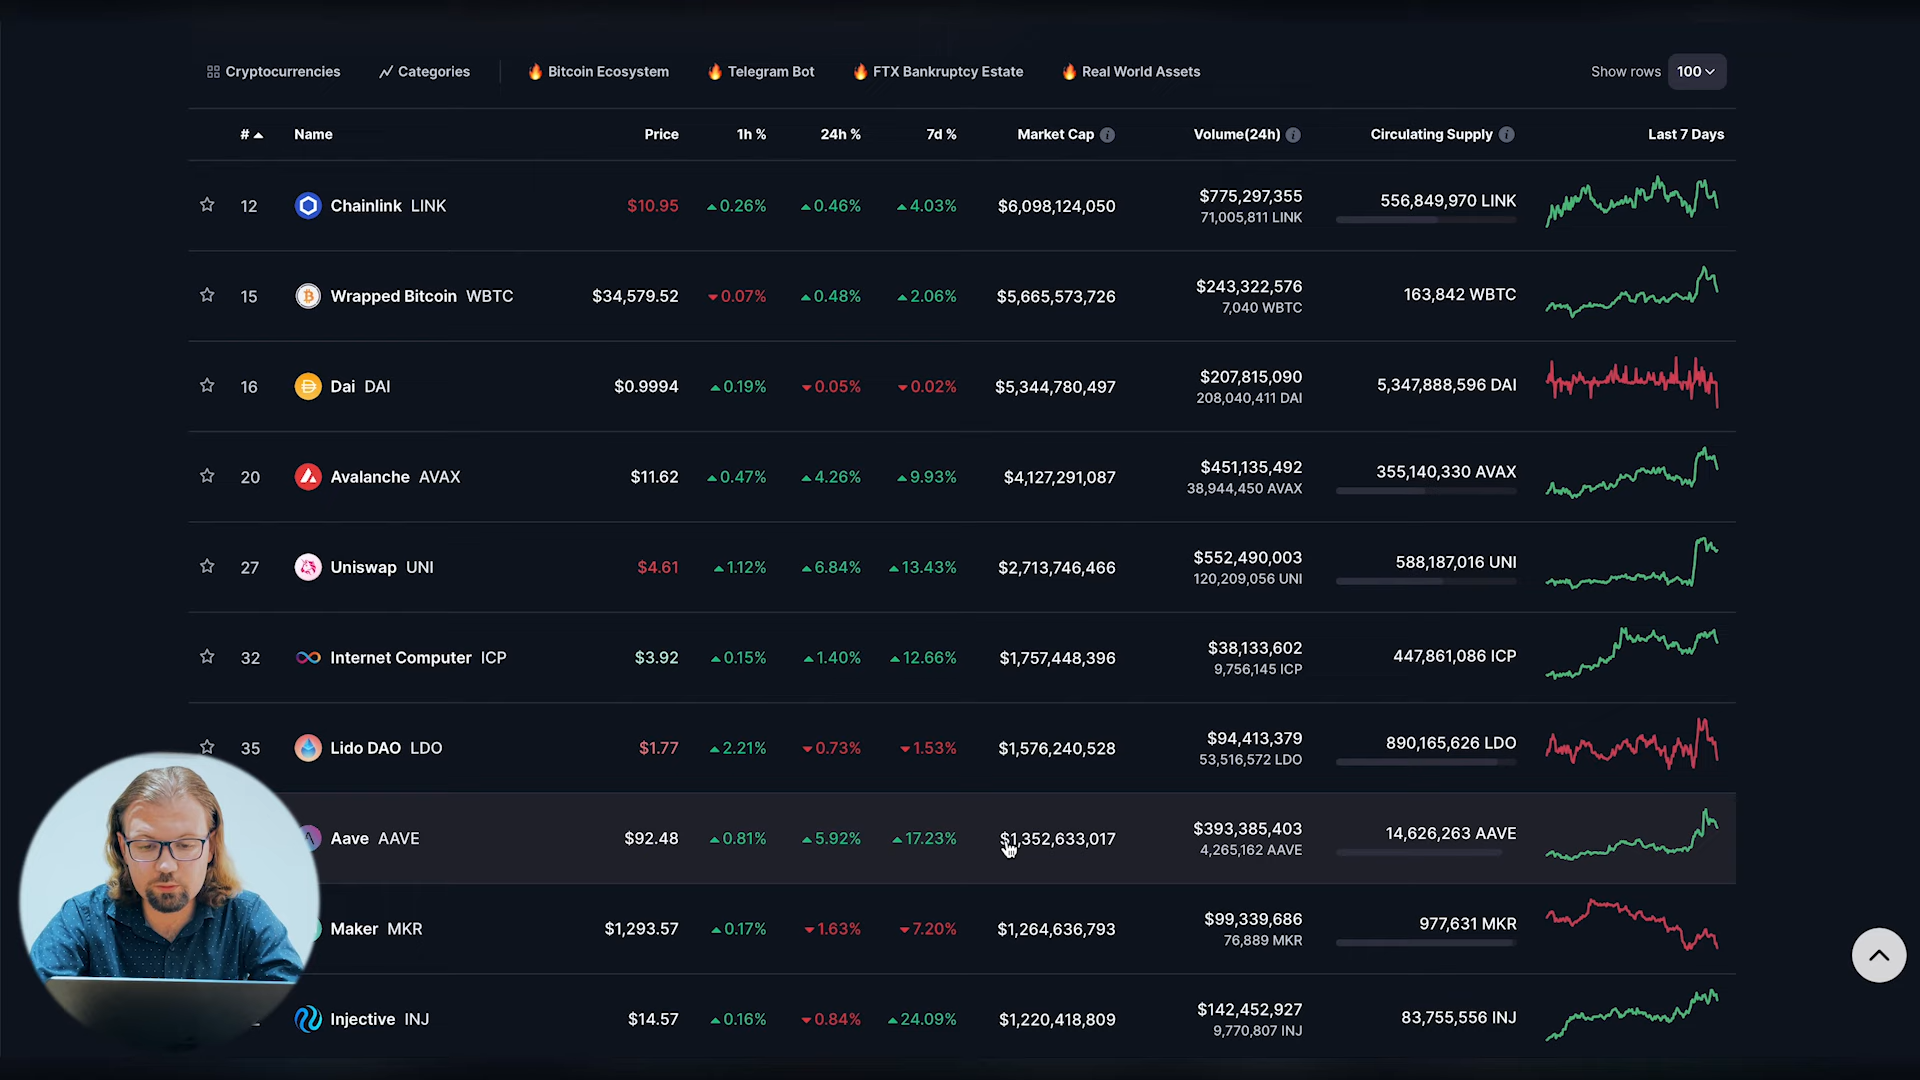 Cryptocurrencies Categories Bitcoin Ecosystem Telegram Bot FTX Bankruptcy Estate Real World Assets Show rows 100
# Name Price 1h % 24h % 7d % Market Cap Volume(24h) Circulating Supply Last 7 Days
12 Chainlink LINK $10.95 0.26% 0.46% 4.03% $6,098,124,050 $775,297,355 556,849,970 LINK
71,005,811 LINK
15 Wrapped Bitcoin WBTC $34,579.52 0.07% 0.48% 2.06% $5,665,573,726 $243,322,576 163,842 WBTC
7,040 WBTC
16 Dai DAI $0.9994 0.19% 0.05% 0.02% $5,344,780,497 $207,815,090 5,347,888,596 DAI
208,040,411 DAI
20 Avalanche AVAX $11.62 0.47% 4.26% 9.93% $4,127,291,087 $451,135,492 355,140,330 AVAX
38,944,450 AVAX
27 Uniswap UNI $4.61 1.12% 6.84% 13.43% $2,713,746,466 $552,490,003 588,187,016 UNI
120,209,056 UNI
32 Internet Computer ICP $3.92 0.15% 1.40% 12.66% $1,757,448,396 $38,133,602 447,861,086 ICP
9,756,145 ICP
35 Lido DAO LDO $1.77 2.21% 0.73% 1.53% $1,576,240,528 $94,413,379 890,165,626 LDO
53,516,572 LDO
Aave AAVE $92.48 0.81% 5.92% 17.23% $1,352,633,017 $393,385,403 14,626,263 AAVE
4,265,162 AAVE
Maker MKR $1,293.57 0.17% 1.63% 7.20% $1,264,636,793 $99,339,686 977,631 MKR
76,889 MKR
Injective INJ $14.57 0.16% 0.84% 24.09% $1,220,418,809 $142,452,927 83,755,556 INJ
9,770,807 INJ